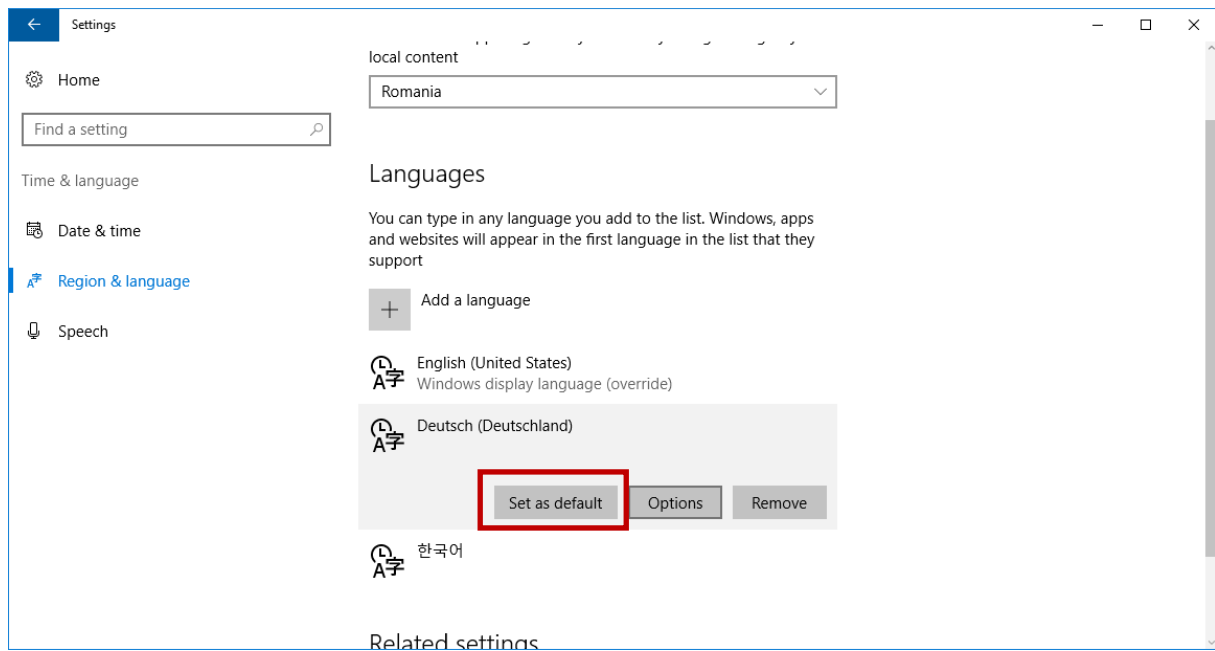 Settings
Home
Find a setting
Time & language
Date & time
Region & language
Speech
local content
Romania
Languages
You can type in any language you add to the list. Windows, apps
and websites will appear in the first language in the list that they
support
Add a language
English (United States)
Windows display language (override)
Deutsch (Deutschland)
Set as default Options Remove
한국어
Related settings